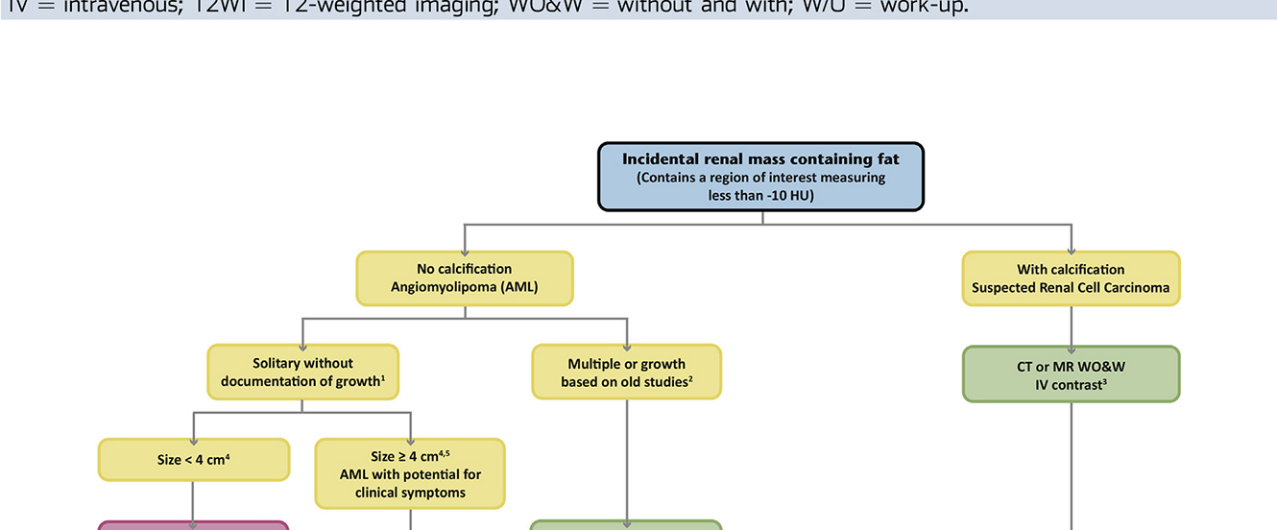 IV = intravenous; T2WI = T2-weighted imaging; WO&W = without and with; W/U = work-up.
Incidental renal mass containing fat
(Contains a region of interest measuring
less than -10 HU)
No calcification
Angiomyolipoma (AML)
With calcification
Suspected Renal Cell Carcinoma
Solitary without
documentation of growth¹
Multiple or growth
based on old studies²
CT or MR WO&W
IV contrast³
Size < 4 cm⁴
Size ≥ 4 cm⁴,⁵
AML with potential for
clinical symptoms